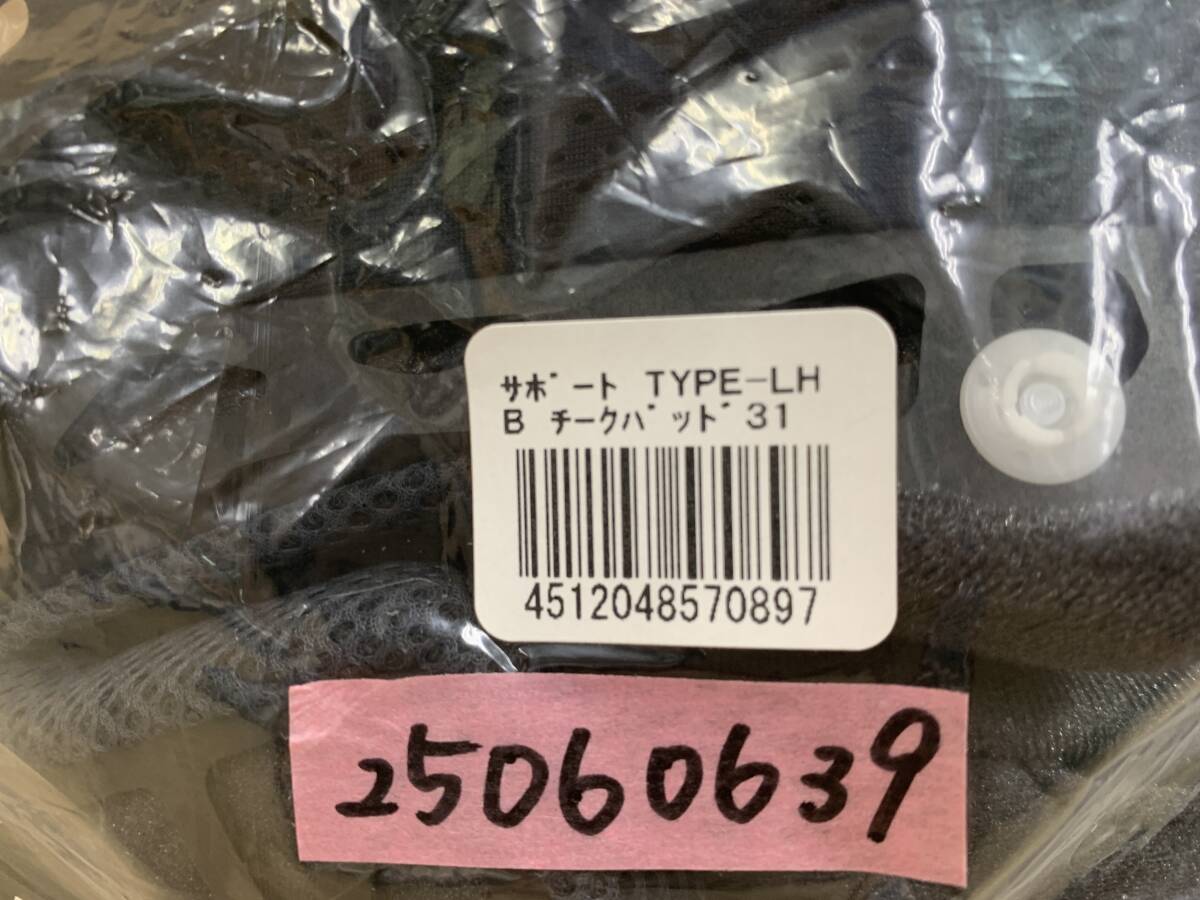 ｻﾎﾟｰﾄ TYPE-LH
B ﾁｰｸﾊﾟｯﾄﾞ31
4512048570897
25060639